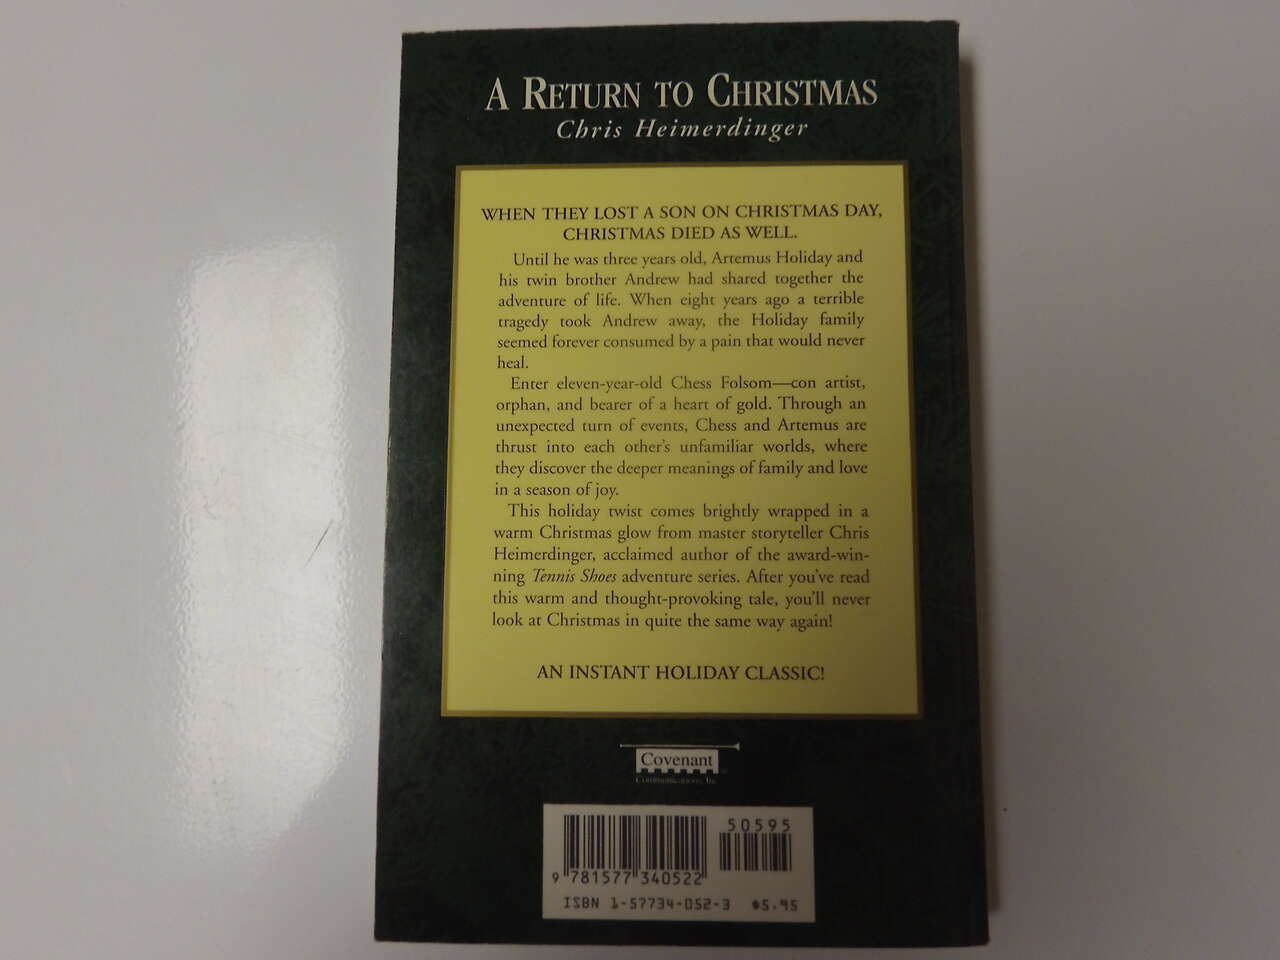 A RETURN TO CHRISTMAS
Chris Heimerdinger
WHEN THEY LOST A SON ON CHRISTMAS DAY,
CHRISTMAS DIED AS WELL.
Until he was three years old, Artemus Holiday and
his twin brother Andrew had shared together the
adventure of life. When eight years ago a terrible
tragedy took Andrew away, the Holiday family
seemed forever consumed by a pain that would never
heal.
Enter eleven-year-old Chess Folsom—con artist,
orphan, and bearer of a heart of gold. Through an
unexpected turn of events, Chess and Artemus are
thrust into each other's unfamiliar worlds, where
they discover the deeper meanings of family and love
in a season of joy.
This holiday twist comes brightly wrapped in a
warm Christmas glow from master storyteller Chris
Heimerdinger, acclaimed author of the award-win-
ning Tennis Shoes adventure series. After you've read
this warm and thought-provoking tale, you'll never
look at Christmas in quite the same way again!
AN INSTANT HOLIDAY CLASSIC!
Covenant
Communications, Inc.
50595
9 781577 340522
ISBN 1-57734-052-3 $5.95